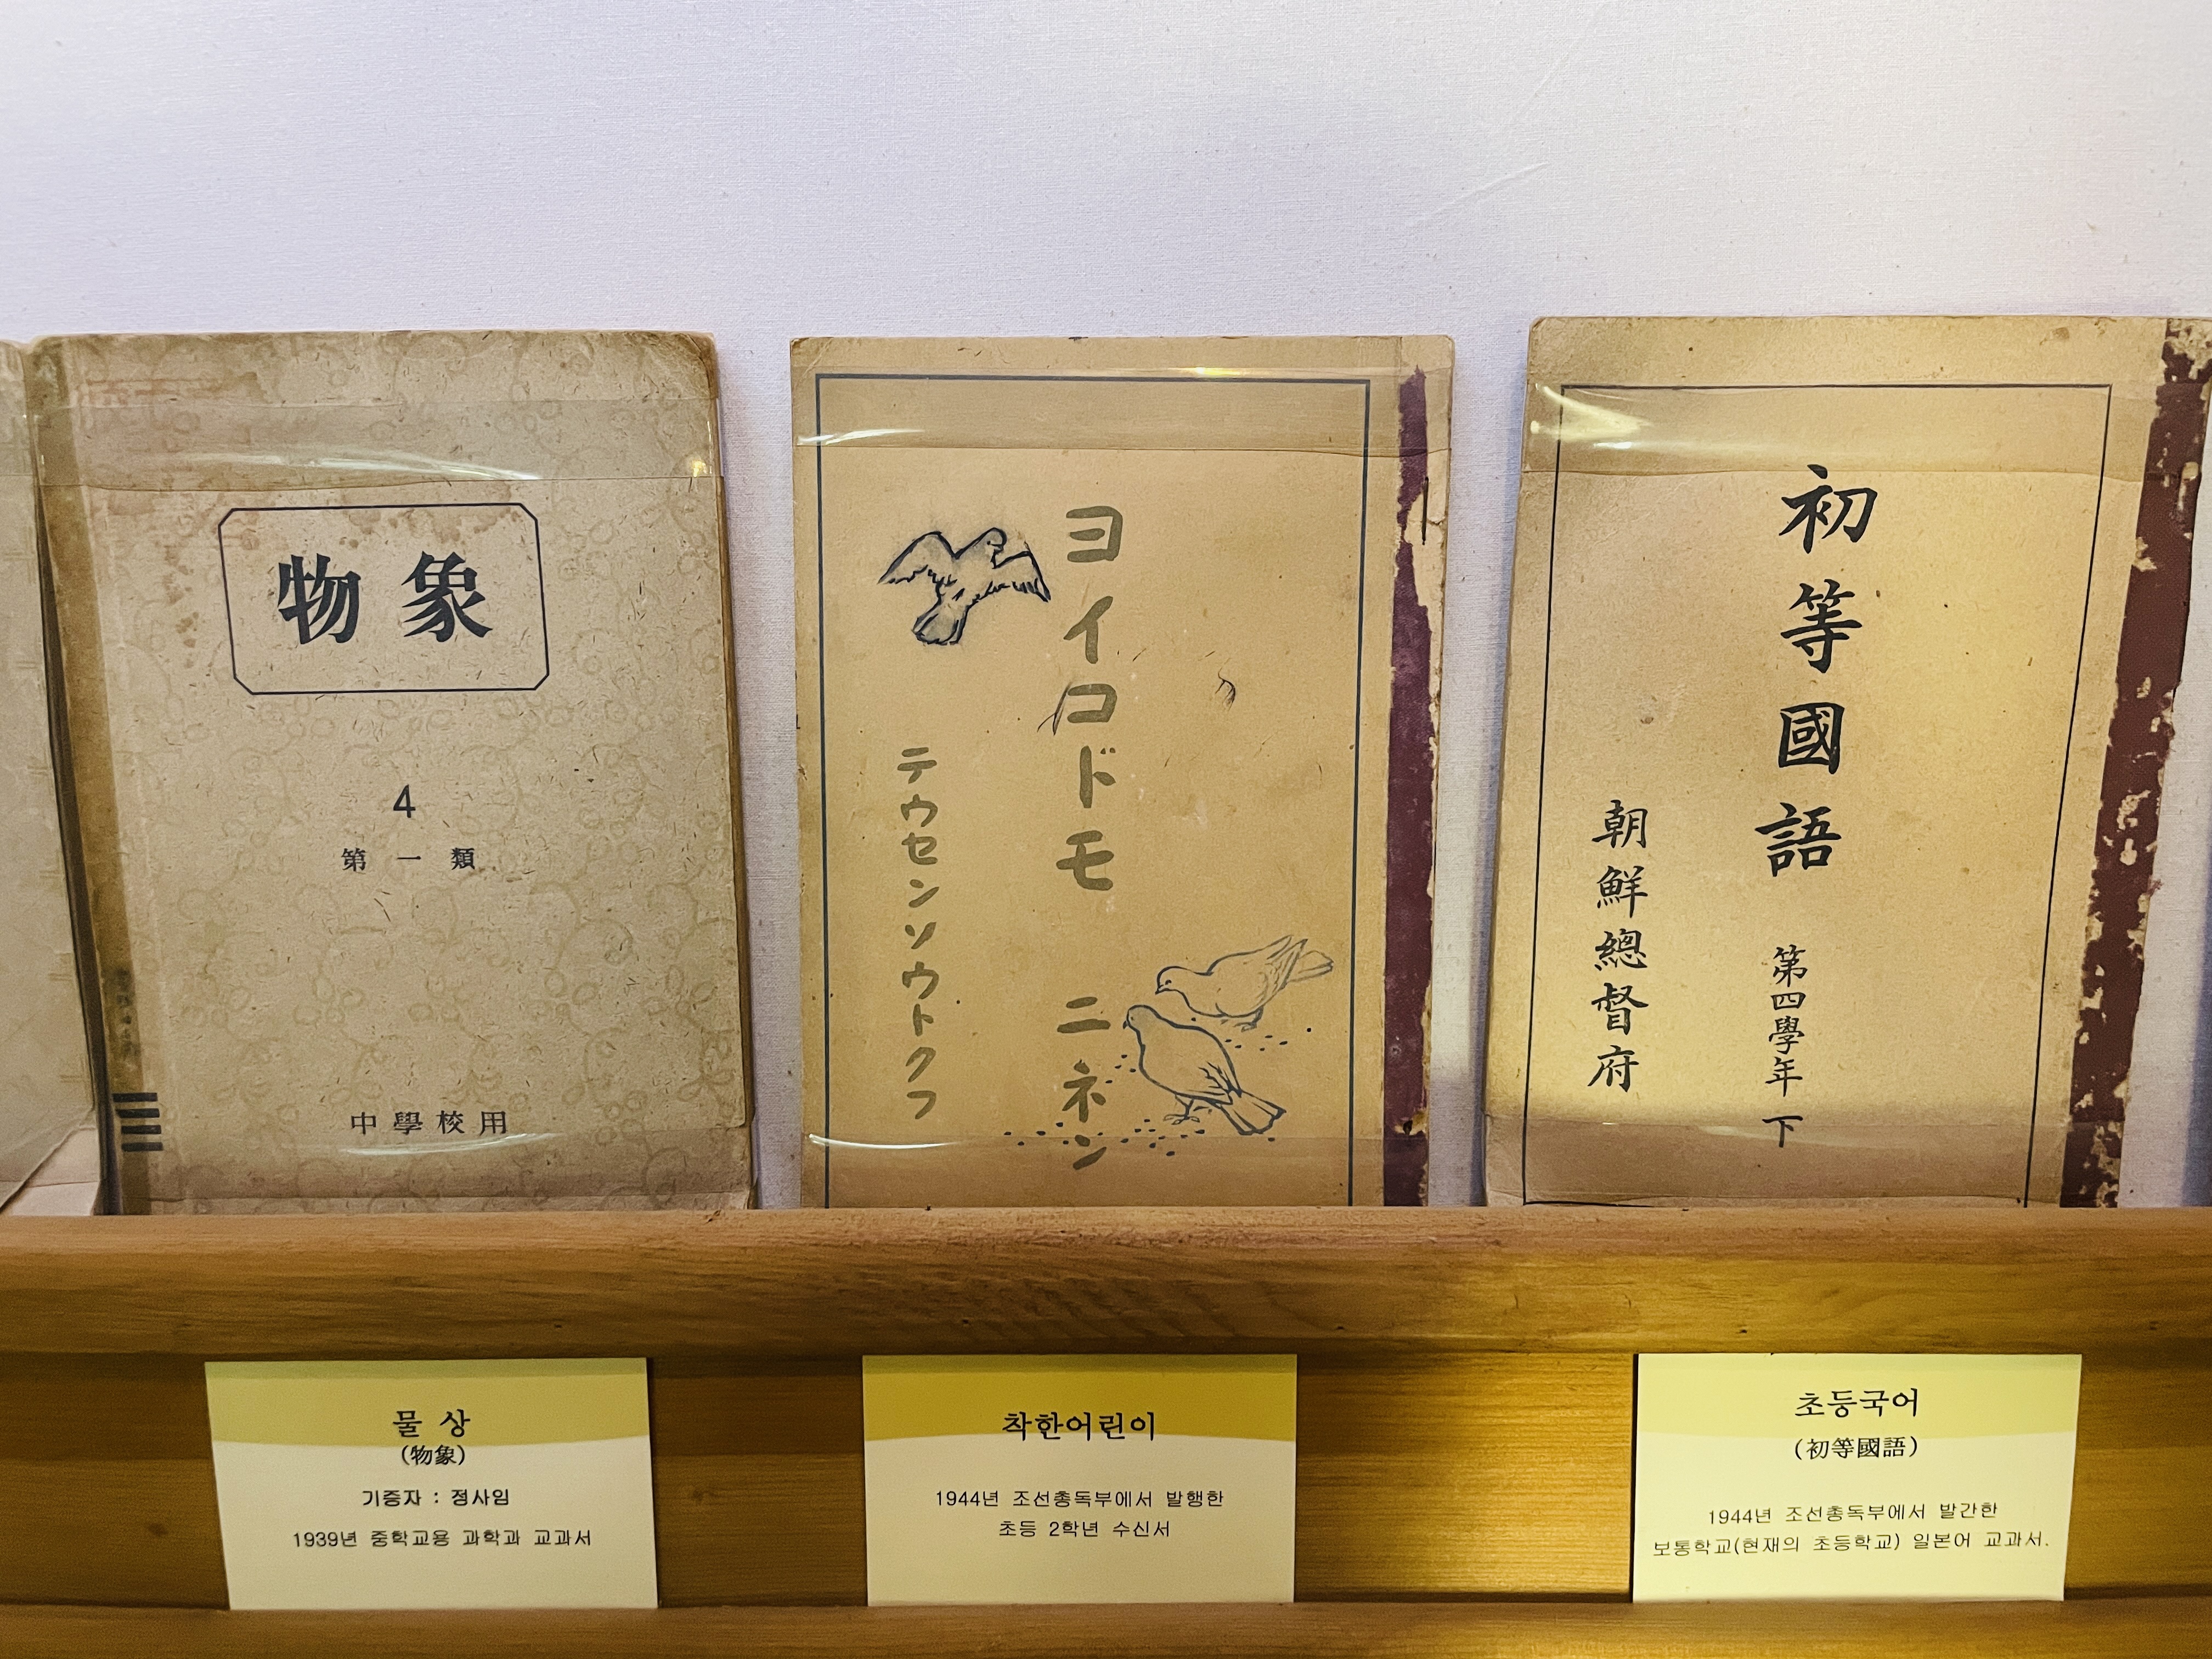 物象
4
第一類
中學校用
ヨイコドモ ニネン
テウセンソウトクフ
初等國語 第四學年 下
朝鮮總督府
물 상
(物象)
기증자 : 정사임
1939년 중학교용 과학과 교과서
착한어린이
1944년 조선총독부에서 발행한
초등 2학년 수신서
초등국어
(初等國語)
1944년 조선총독부에서 발간한
보통학교(현재의 초등학교) 일본어 교과서.